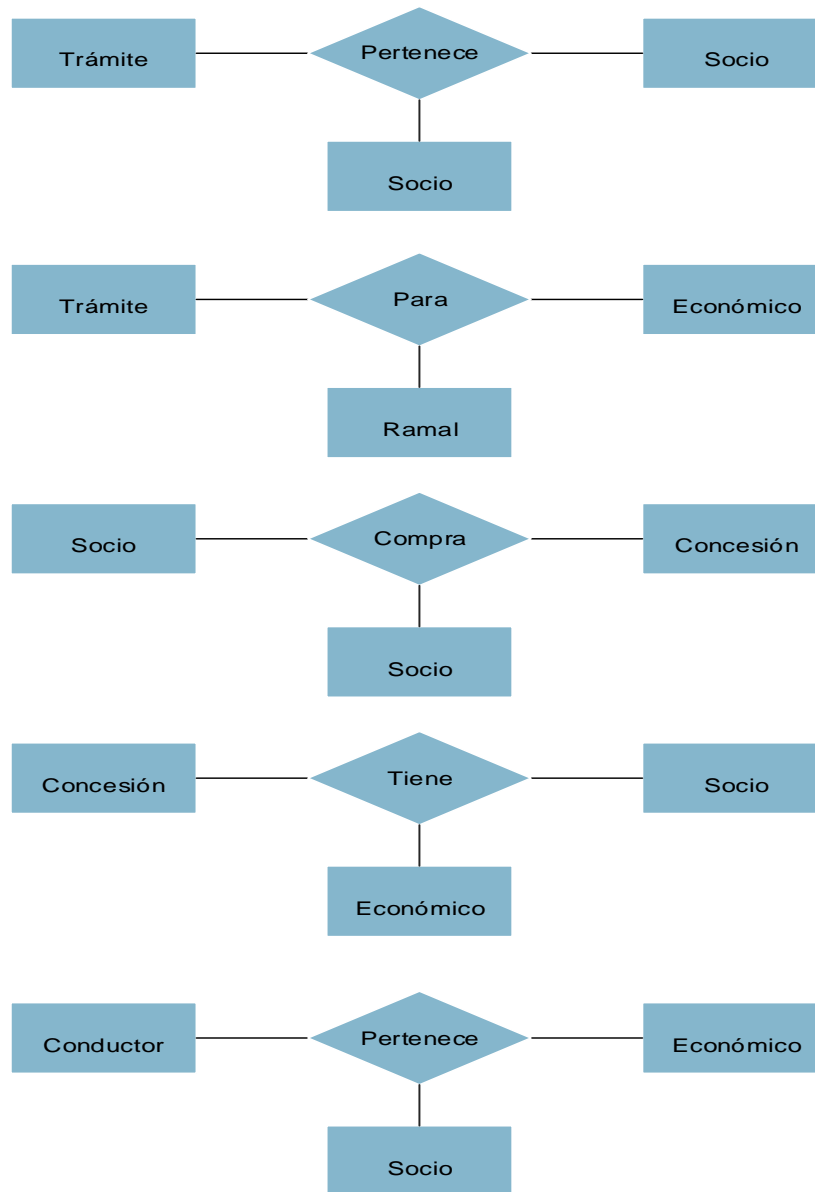 Trámite
Pertenece
Socio
Socio
Trámite
Para
Económico
Ramal
Socio
Compra
Concesión
Socio
Concesión
Tiene
Socio
Económico
Conductor
Pertenece
Económico
Socio